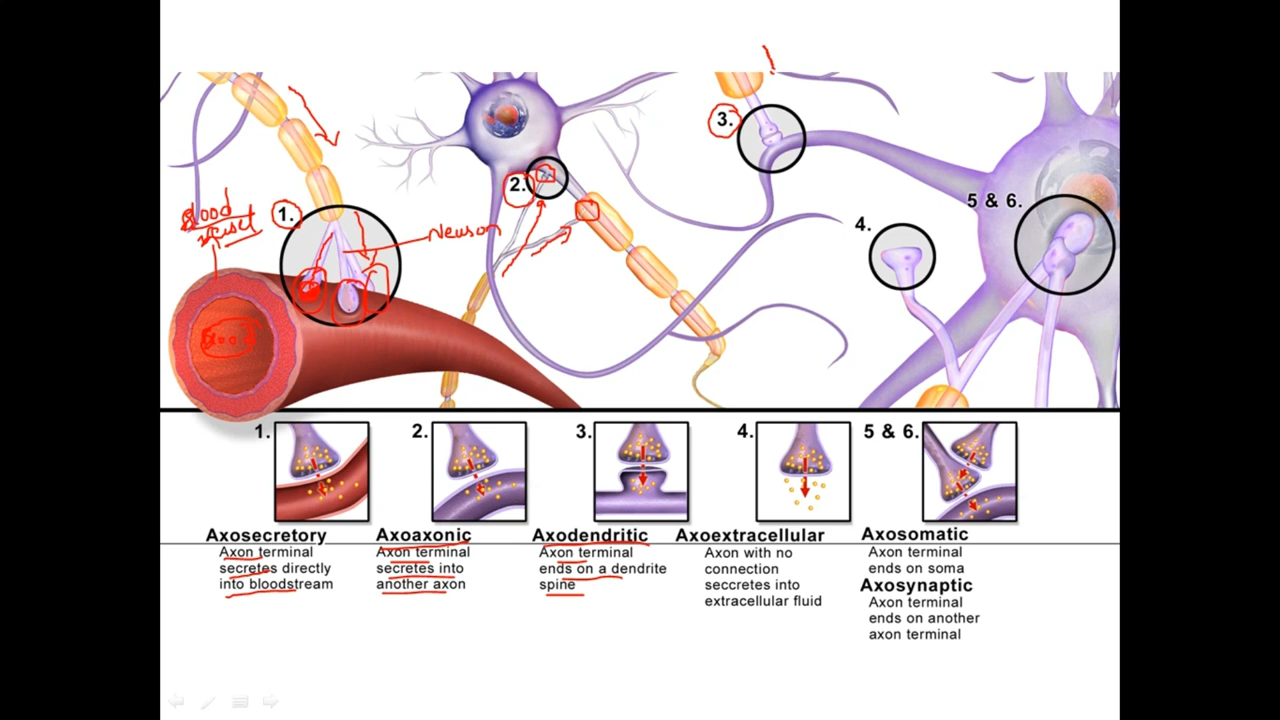 3.
5 & 6.
2.
Blood
vessel
1.
Neuron
4.
1.
2.
3.
4.
5 & 6.
Axosecretory
Axon terminal
secretes directly
into bloodstream
Axoaxonic
Axon terminal
secretes into
another axon
Axodendritic
Axon terminal
ends on a dendrite
spine
Axoextracellular
Axon with no
connection
seccretes into
extracellular fluid
Axosomatic
Axon terminal
ends on soma
Axosynaptic
Axon terminal
ends on another
axon terminal